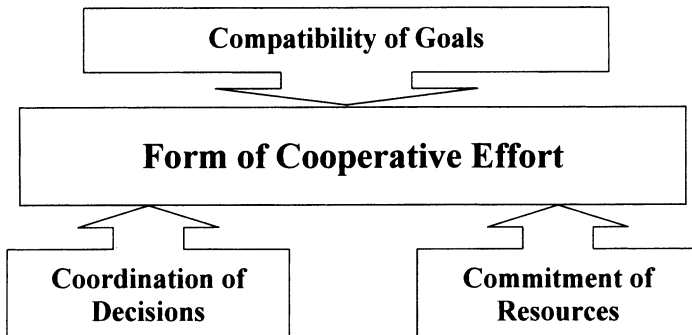 Compatibility of Goals
Form of Cooperative Effort
Coordination of
Decisions
Commitment of
Resources